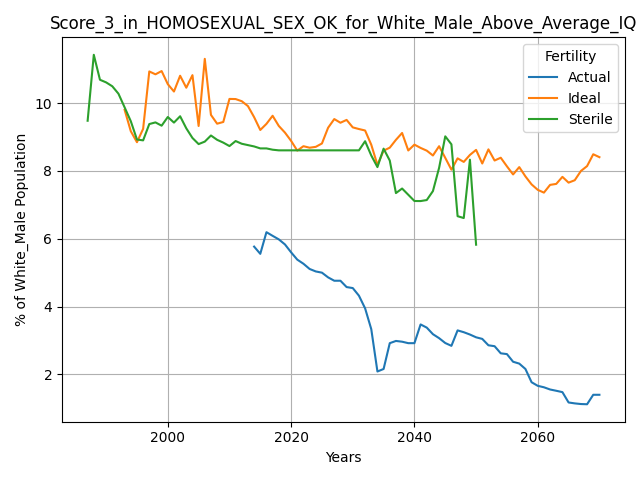 Score_3_in_HOMOSEXUAL_SEX_OK_for_White_Male_Above_Average_IQ
Fertility
Actual
Ideal
Sterile
% of White_Male Population
10
8
6
4
2
2000 2020 2040 2060
Years